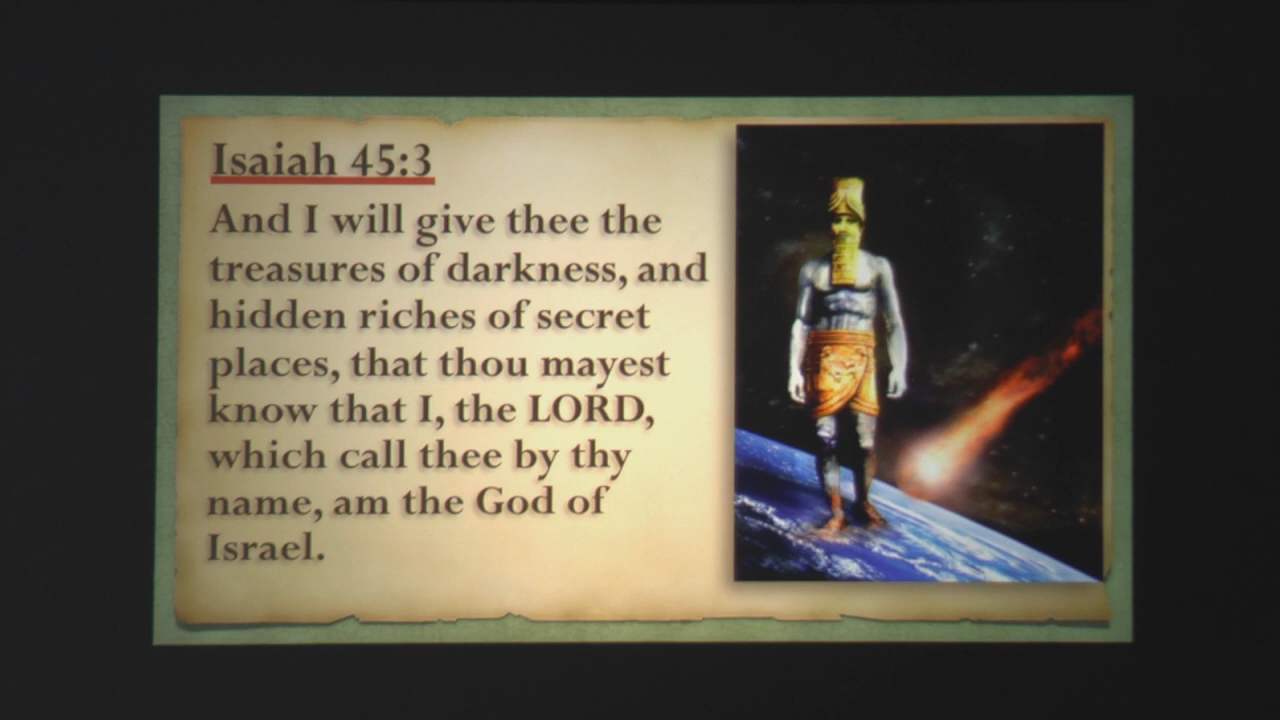 Isaiah 45:3
And I will give thee the
treasures of darkness, and
hidden riches of secret
places, that thou mayest
know that I, the LORD,
which call thee by thy
name, am the God of
Israel.